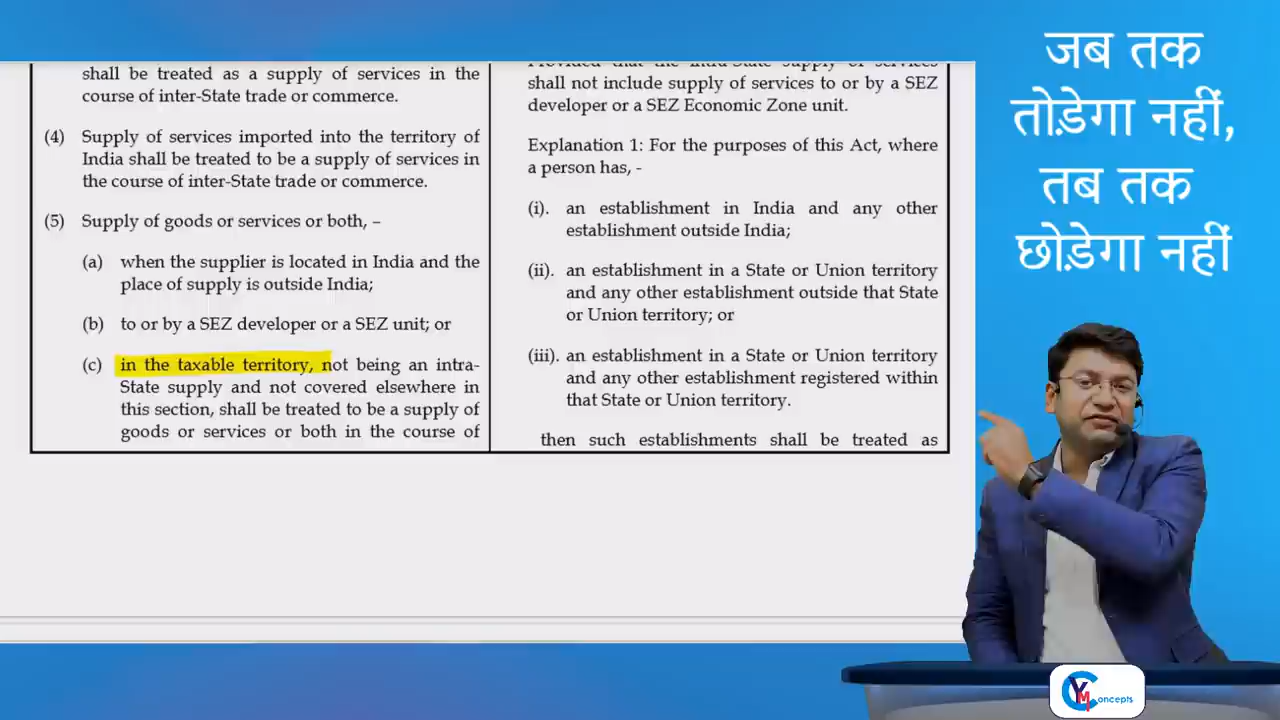 shall be treated as a supply of services in the
course of inter-State trade or commerce.
(4) Supply of services imported into the territory of
India shall be treated to be a supply of services in
the course of inter-State trade or commerce.
(5) Supply of goods or services or both, –
(a) when the supplier is located in India and the
place of supply is outside India;
(b) to or by a SEZ developer or a SEZ unit; or
(c) in the taxable territory, not being an intra-
State supply and not covered elsewhere in
this section, shall be treated to be a supply of
goods or services or both in the course of
Provided that the intra-State supply of services
shall not include supply of services to or by a SEZ
developer or a SEZ Economic Zone unit.
Explanation 1: For the purposes of this Act, where
a person has, -
(i). an establishment in India and any other
establishment outside India;
(ii). an establishment in a State or Union territory
and any other establishment outside that State
or Union territory; or
(iii). an establishment in a State or Union territory
and any other establishment registered within
that State or Union territory.
then such establishments shall be treated as
जब तक
तोड़ेगा नहीं,
तब तक
छोड़ेगा नहीं
YMConcepts